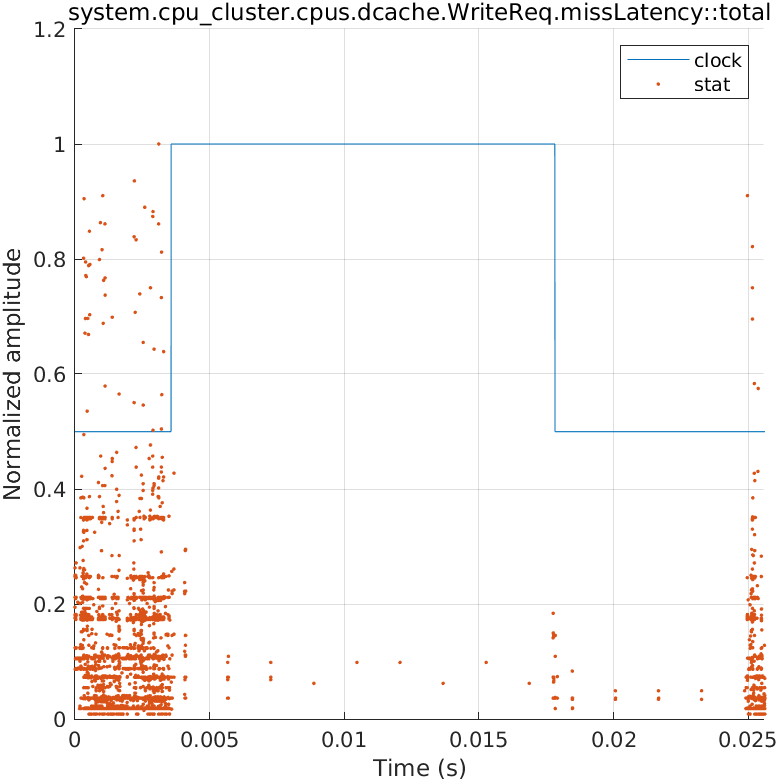 system.cpu_cluster.cpus.dcache.WriteReq.missLatency::total
1.2
1
0.8
0.6
0.4
0.2
0
Normalized amplitude
clock
stat
0 0.005 0.01 0.015 0.02 0.025
Time (s)